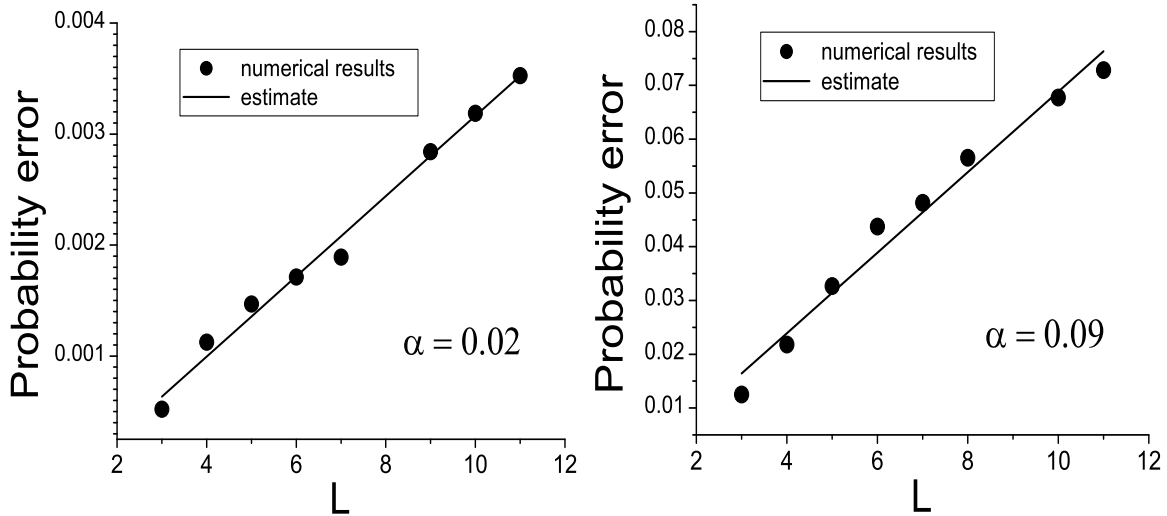 0.004
0.003
0.002
0.001
Probability error
numerical results
estimate
α = 0.02
2 4 6 8 10 12
L
0.08
0.07
0.06
0.05
0.04
0.03
0.02
0.01
Probability error
numerical results
estimate
α = 0.09
2 4 6 8 10 12
L